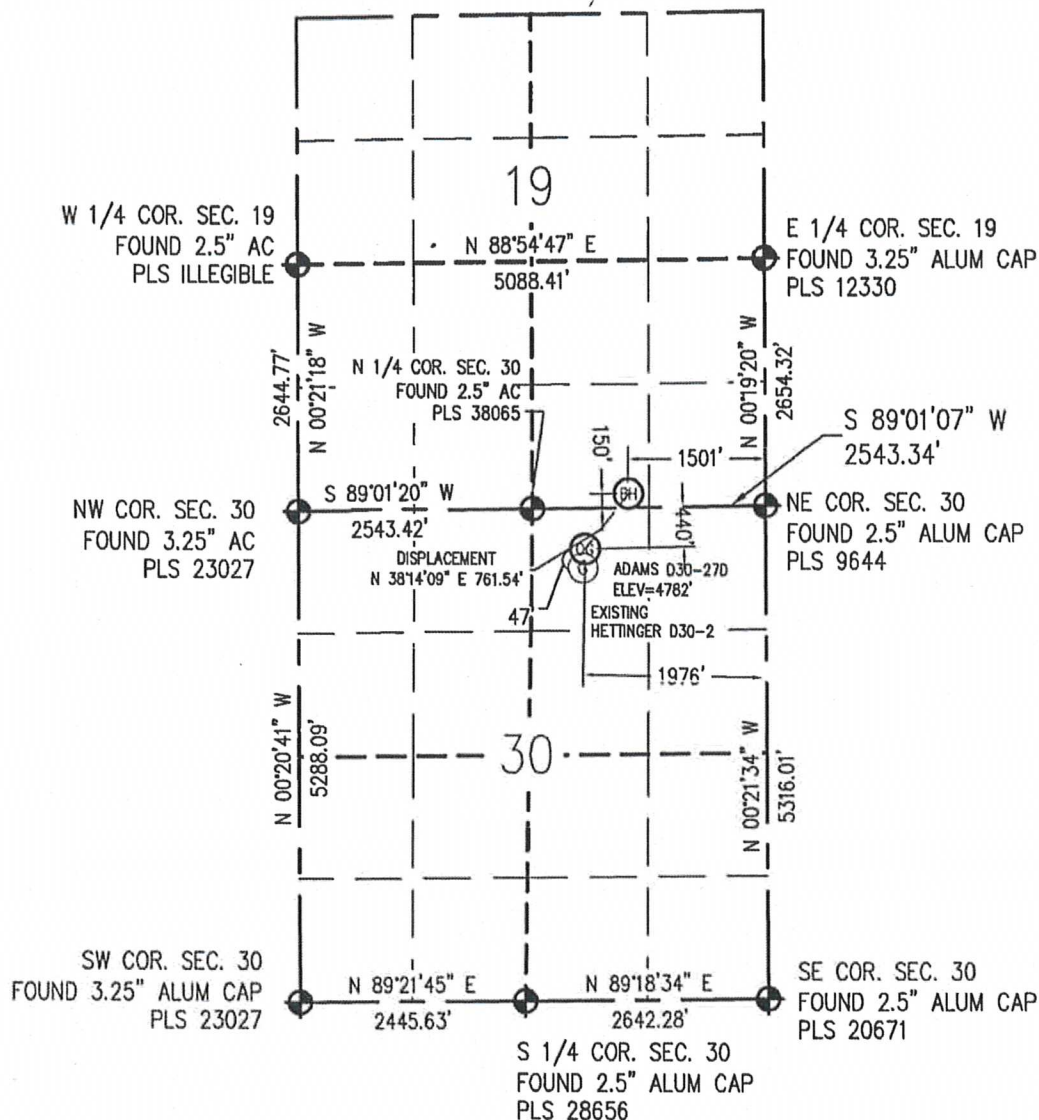 19
W 1/4 COR. SEC. 19
FOUND 2.5" AC
PLS ILLEGIBLE
N 88°54'47" E
5088.41'
E 1/4 COR. SEC. 19
FOUND 3.25" ALUM CAP
PLS 12330
2644.77'
N 00°21'18" W
N 1/4 COR. SEC. 30
FOUND 2.5" AC
PLS 38065
N 00°19'20" W
2654.32'
S 89°01'07" W
2543.34'
150'
1501'
BH
NW COR. SEC. 30
FOUND 3.25" AC
PLS 23027
S 89°01'20" W
2543.42'
NE COR. SEC. 30
FOUND 2.5" ALUM CAP
PLS 9644
440'
DISPLACEMENT
N 38°14'09" E 761.54'
G
ADAMS D30-27D
ELEV=4782'
47'
EXISTING
HETTINGER D30-2
1976'
N 00°20'41" W
5288.09'
30
N 00°21'34" W
5316.01'
SW COR. SEC. 30
FOUND 3.25" ALUM CAP
PLS 23027
N 89°21'45" E
2445.63'
N 89°18'34" E
2642.28'
SE COR. SEC. 30
FOUND 2.5" ALUM CAP
PLS 20671
S 1/4 COR. SEC. 30
FOUND 2.5" ALUM CAP
PLS 28656